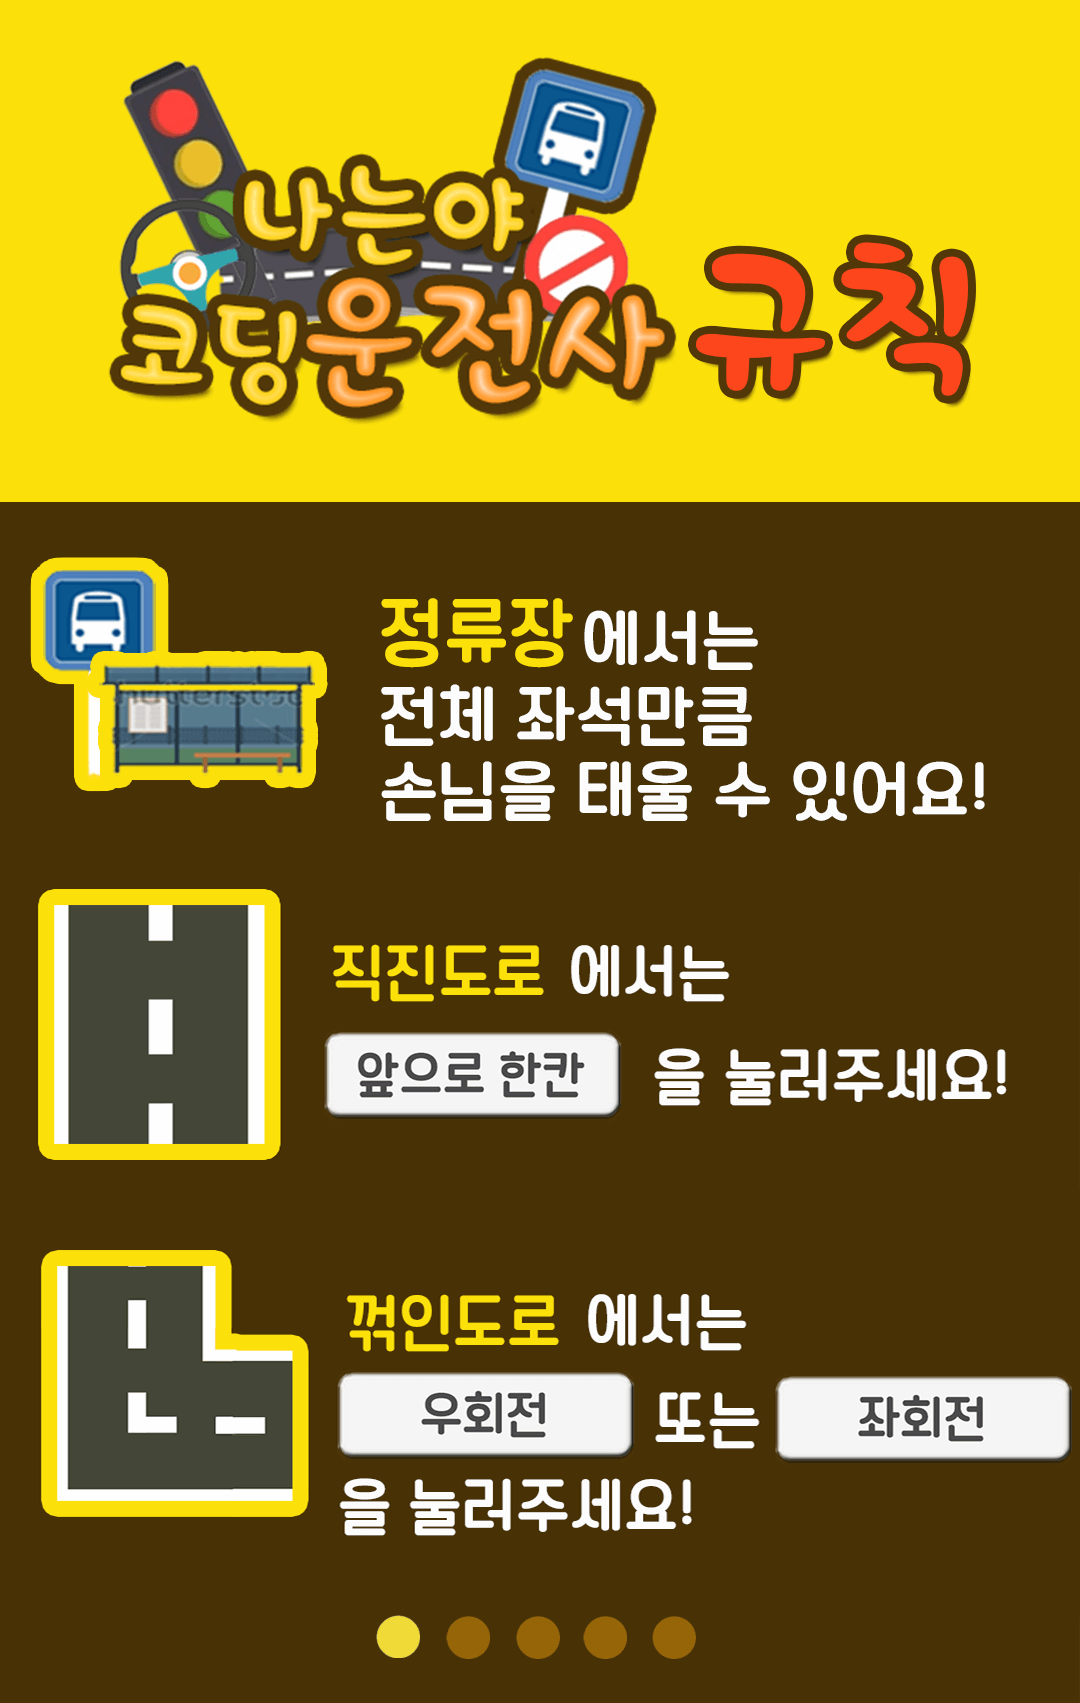 나는야
코딩운전사 규칙
정류장에서는
전체 좌석만큼
손님을 태울 수 있어요!
직진도로 에서는
앞으로 한칸 을 눌러주세요!
꺾인도로 에서는
우회전 또는 좌회전
을 눌러주세요!